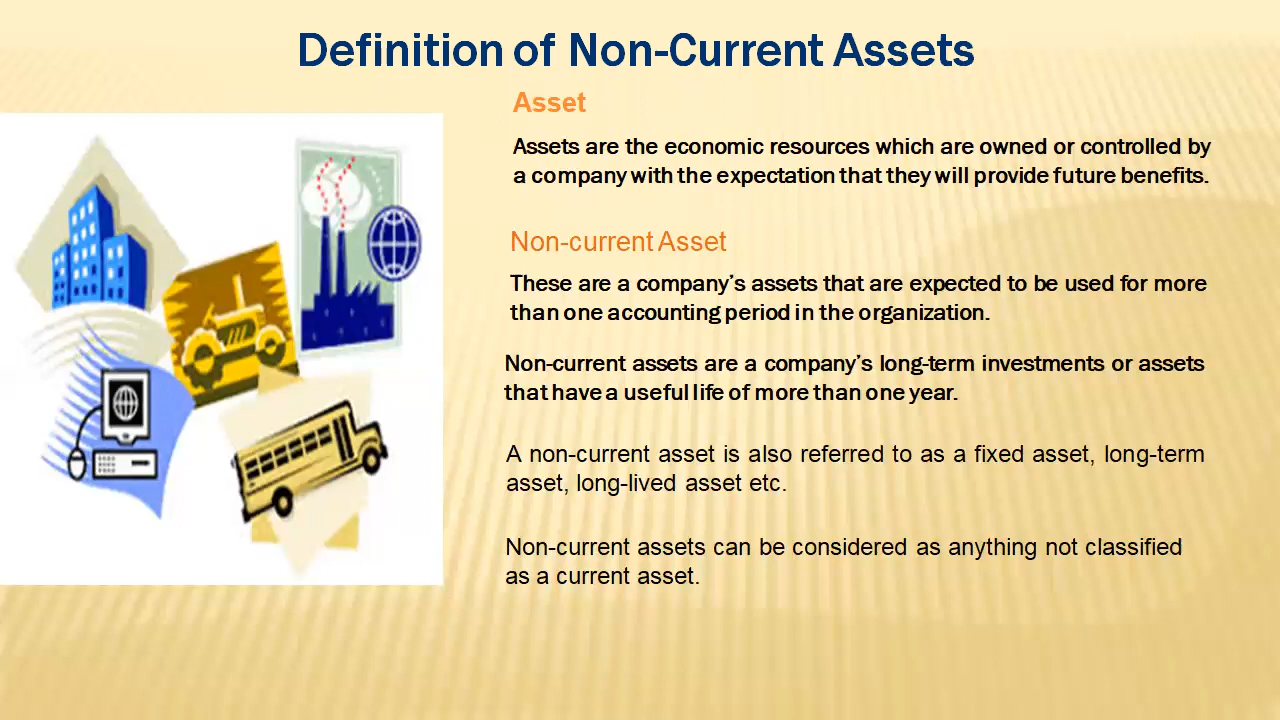 Definition of Non-Current Assets
Asset
Assets are the economic resources which are owned or controlled by
a company with the expectation that they will provide future benefits.
Non-current Asset
These are a company’s assets that are expected to be used for more
than one accounting period in the organization.
Non-current assets are a company’s long-term investments or assets
that have a useful life of more than one year.
A non-current asset is also referred to as a fixed asset, long-term
asset, long-lived asset etc.
Non-current assets can be considered as anything not classified
as a current asset.